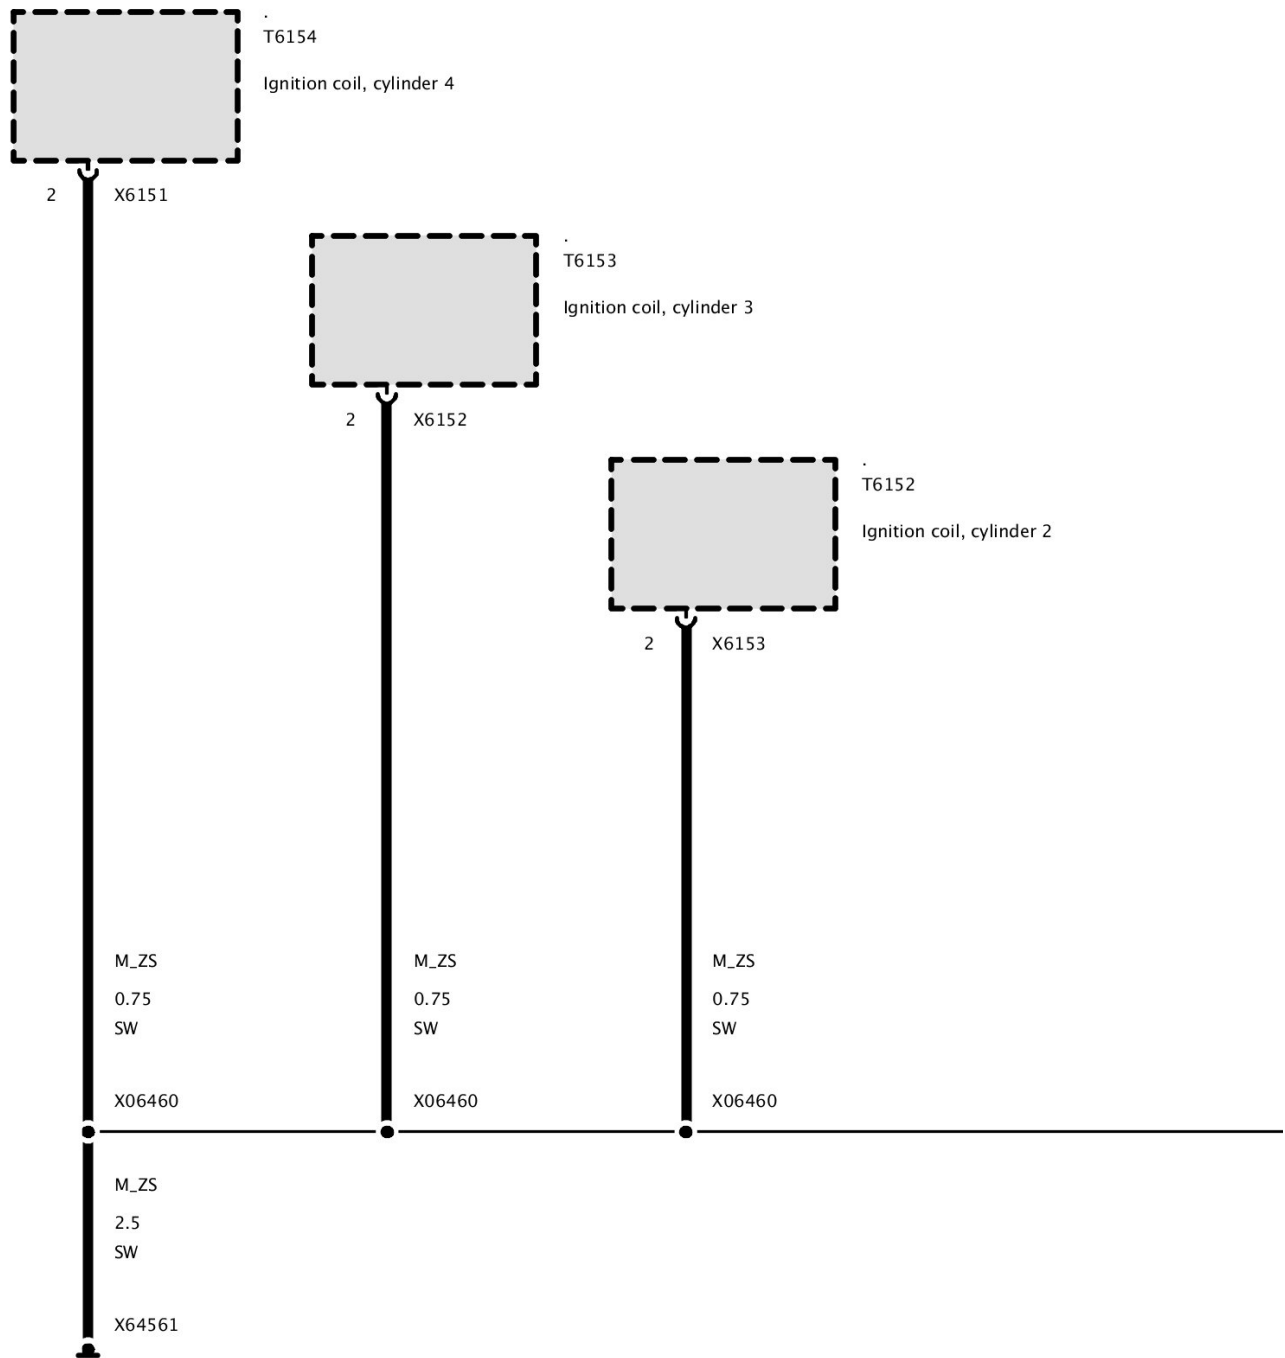 .
T6154
Ignition coil, cylinder 4
2 X6151
.
T6153
Ignition coil, cylinder 3
2 X6152
.
T6152
Ignition coil, cylinder 2
2 X6153
M_ZS M_ZS M_ZS
0.75 0.75 0.75
SW SW SW
X06460 X06460 X06460
M_ZS
2.5
SW
X64561